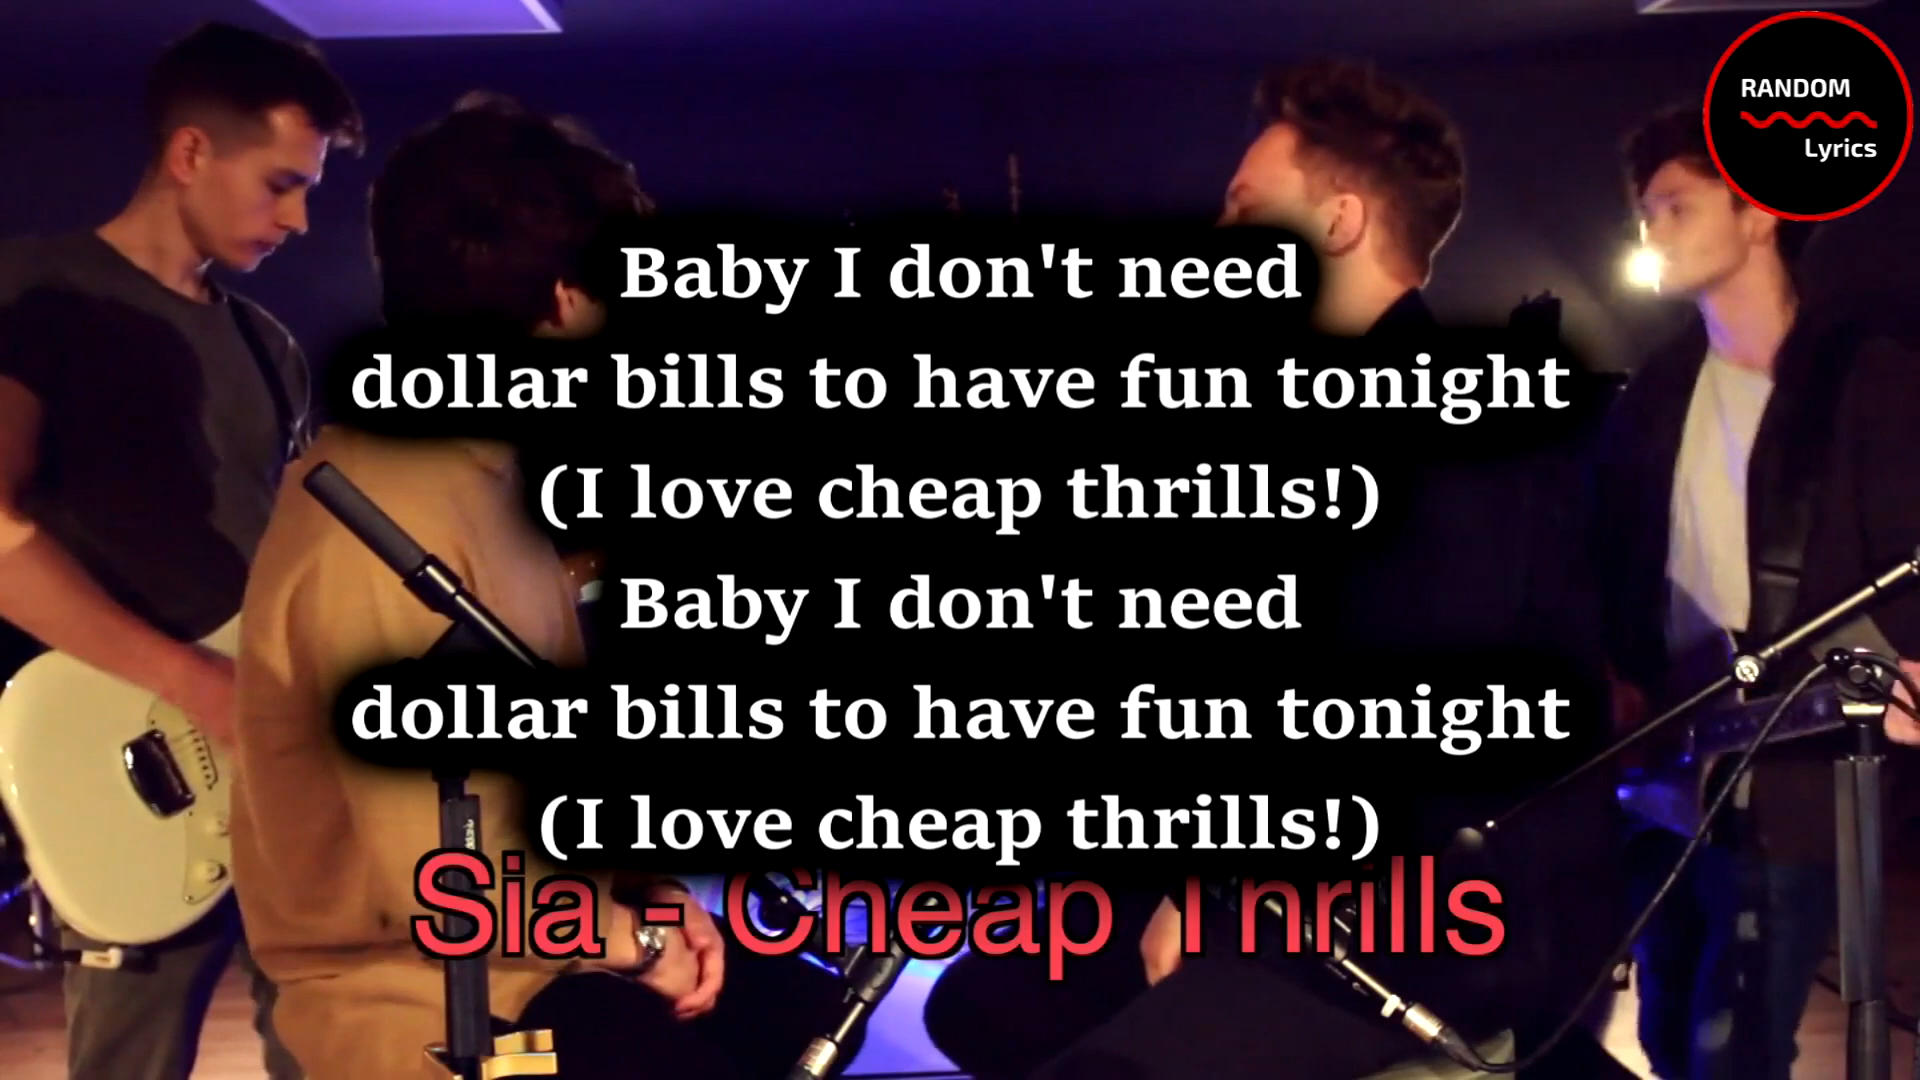 RANDOM
Lyrics
Baby I don't need
dollar bills to have fun tonight
(I love cheap thrills!)
Baby I don't need
dollar bills to have fun tonight
(I love cheap thrills!)
Sia - Cheap Thrills